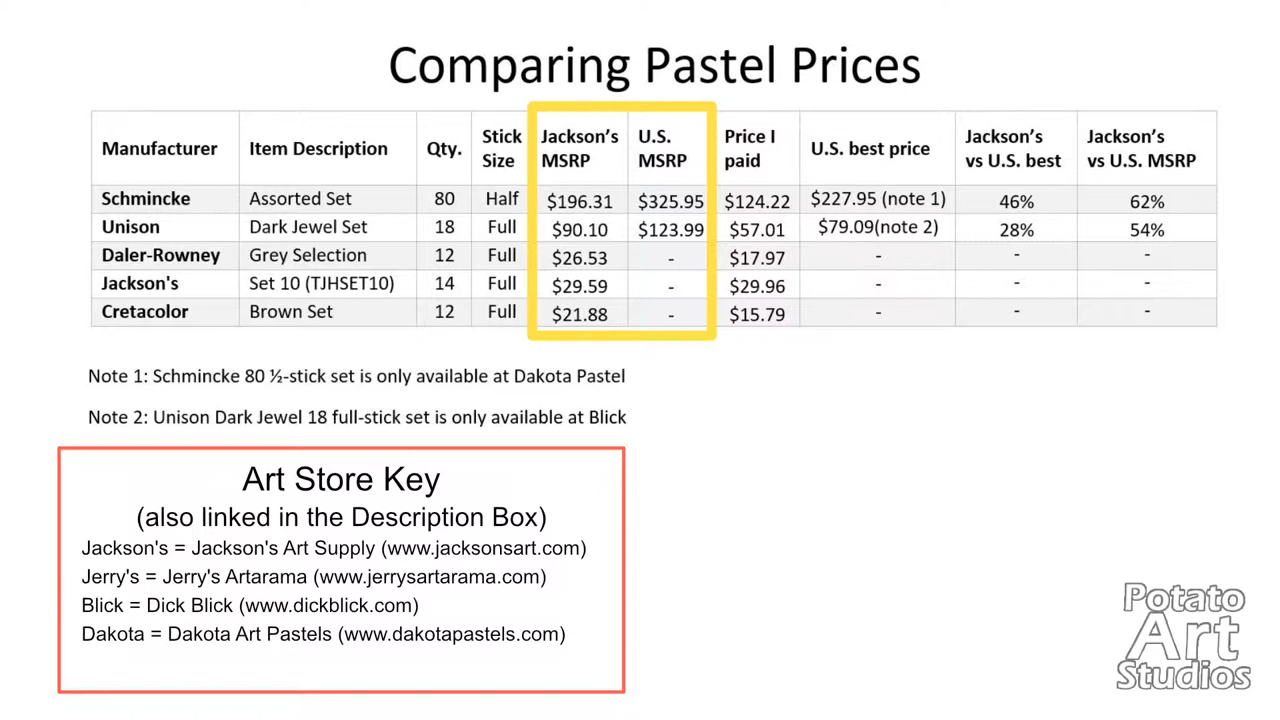 Comparing Pastel Prices
Manufacturer Item Description Qty. Stick Size Jackson's MSRP U.S. MSRP Price I paid U.S. best price Jackson's vs U.S. best Jackson's vs U.S. MSRP
Schmincke Assorted Set 80 Half $196.31 $325.95 $124.22 $227.95 (note 1) 46% 62%
Unison Dark Jewel Set 18 Full $90.10 $123.99 $57.01 $79.09(note 2) 28% 54%
Daler-Rowney Grey Selection 12 Full $26.53 - $17.97 - - -
Jackson's Set 10 (TJHSET10) 14 Full $29.59 - $29.96 - - -
Cretacolor Brown Set 12 Full $21.88 - $15.79 - - -
Note 1: Schmincke 80 ½-stick set is only available at Dakota Pastel
Note 2: Unison Dark Jewel 18 full-stick set is only available at Blick
Art Store Key
(also linked in the Description Box)
Jackson's = Jackson's Art Supply (www.jacksonsart.com)
Jerry's = Jerry's Artarama (www.jerrysartarama.com)
Blick = Dick Blick (www.dickblick.com)
Dakota = Dakota Art Pastels (www.dakotapastels.com)
Potato
Art
Studios